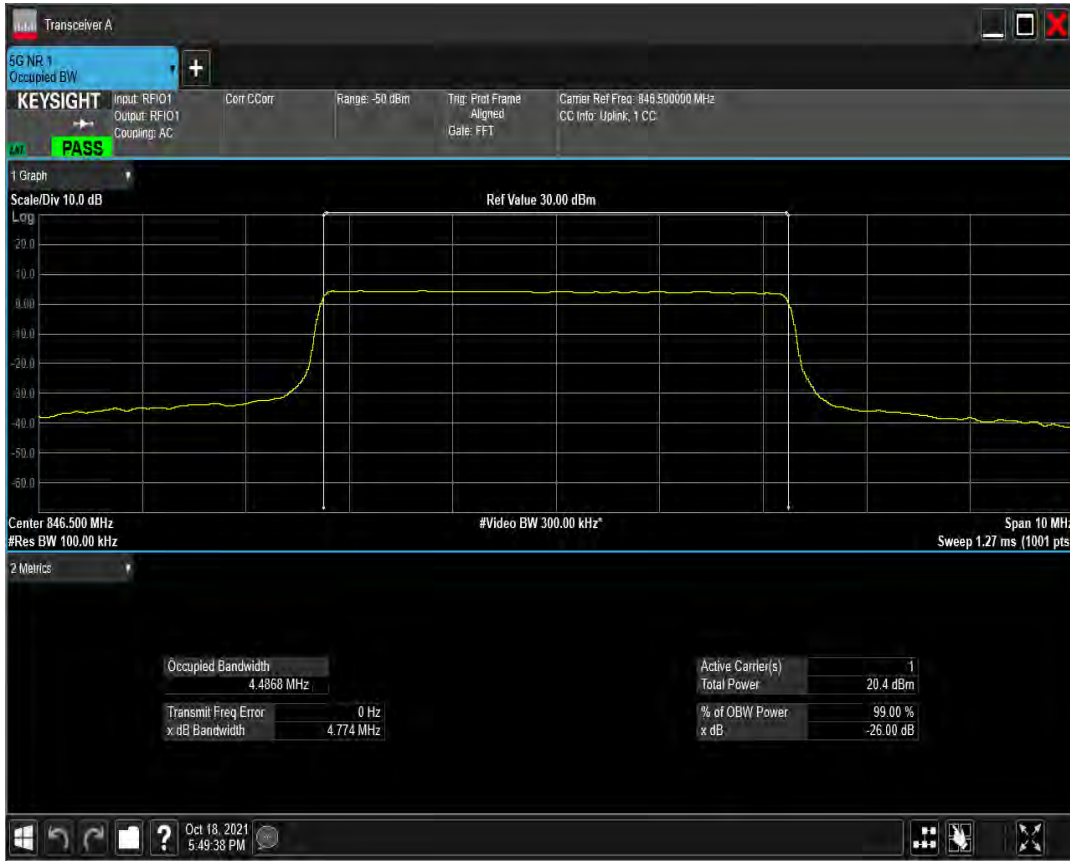 Transceiver A
5G NR 1
Occupied BW
+
KEYSIGHT
Input: RFIO1
Output: RFIO1
Coupling: AC
Corr CCorr
Range: -50 dBm
Trig: Prot Frame
Aligned
Gate: FFT
Carrier Ref Freq: 846.500000 MHz
CC Info: Uplink, 1 CC
PASS
1 Graph
Scale/Div 10.0 dB
Ref Value 30.00 dBm
Log
20.0
10.0
0.00
-10.0
-20.0
-30.0
-40.0
-50.0
-60.0
Center 846.500 MHz
#Video BW 300.00 kHz*
Span 10 MHz
#Res BW 100.00 kHz
Sweep 1.27 ms (1001 pts
2 Metrics
Occupied Bandwidth
4.4868 MHz
Transmit Freq Error 0 Hz
x dB Bandwidth 4.774 MHz
Active Carrier(s) 1
Total Power 20.4 dBm
% of OBW Power 99.00 %
x dB -26.00 dB
?
Oct 18, 2021
5:49:38 PM